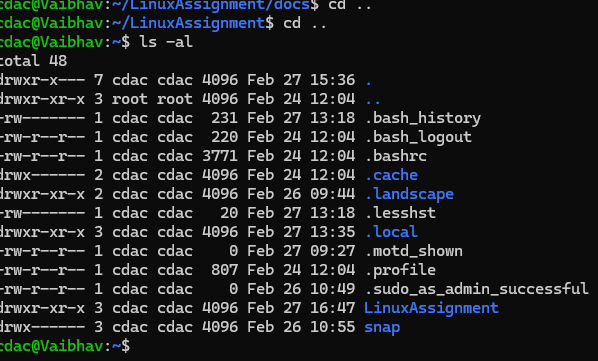 cdac@Vaibhav:~/LinuxAssignment/docs$ cd ..
cdac@Vaibhav:~/LinuxAssignment$ cd ..
cdac@Vaibhav:~$ ls -al
total 48
drwxr-x--- 7 cdac cdac 4096 Feb 27 15:36 .
drwxr-xr-x 3 root root 4096 Feb 24 12:04 ..
-rw------- 1 cdac cdac  231 Feb 27 13:18 .bash_history
-rw-r--r-- 1 cdac cdac  220 Feb 24 12:04 .bash_logout
-rw-r--r-- 1 cdac cdac 3771 Feb 24 12:04 .bashrc
drwx------ 2 cdac cdac 4096 Feb 24 12:04 .cache
drwxr-xr-x 2 cdac cdac 4096 Feb 26 09:44 .landscape
-rw------- 1 cdac cdac   20 Feb 27 13:18 .lesshst
drwxr-xr-x 3 cdac cdac 4096 Feb 27 13:35 .local
-rw-r--r-- 1 cdac cdac    0 Feb 27 09:27 .motd_shown
-rw-r--r-- 1 cdac cdac  807 Feb 24 12:04 .profile
-rw-r--r-- 1 cdac cdac    0 Feb 26 10:49 .sudo_as_admin_successful
drwxr-xr-x 3 cdac cdac 4096 Feb 27 16:47 LinuxAssignment
drwx------ 3 cdac cdac 4096 Feb 26 10:55 snap
cdac@Vaibhav:~$